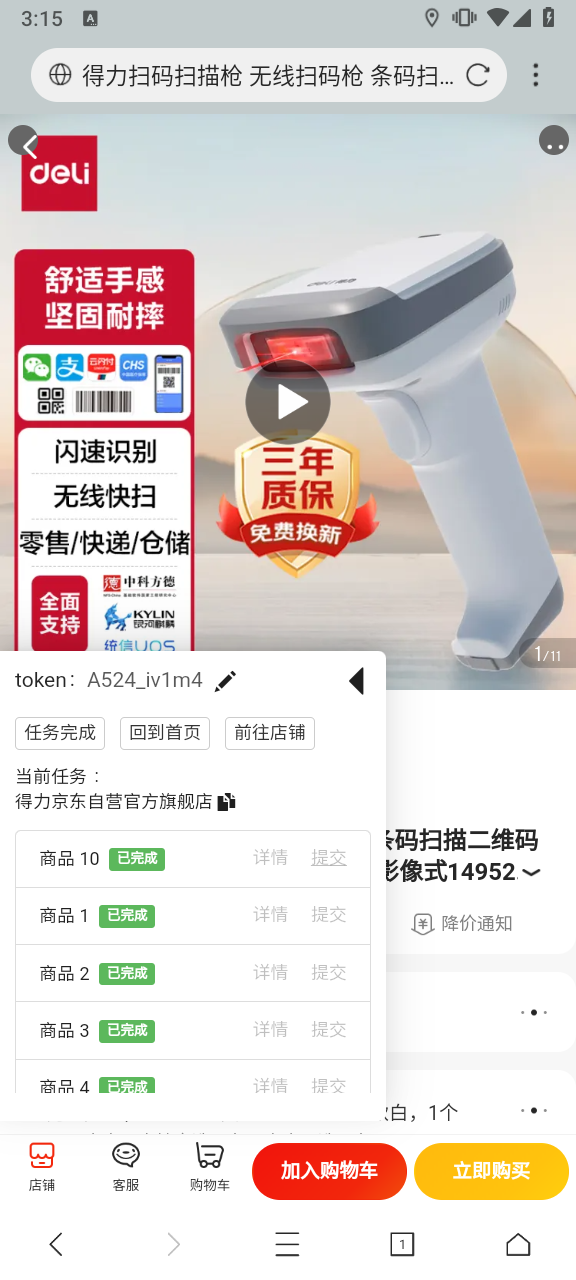 3:15
A
得力扫码扫描枪 无线扫码枪 条码扫...
deli
舒适手感
坚固耐摔
云闪付
CHS
闪速识别
无线快扫
零售/快递/仓储
全面
支持
中科方德
KYLIN
银河麒麟
统信UOS
三年
质保
免费换新
1/11
token： A524_iv1m4
任务完成 回到首页 前往店铺
当前任务：
得力京东自营官方旗舰店
商品 10 已完成 详情 提交
商品 1 已完成 详情 提交
商品 2 已完成 详情 提交
商品 3 已完成 详情 提交
商品 4 已完成 详情 提交
条码扫描二维码
影像式14952
降价通知
白，1个
店铺 客服 购物车 加入购物车 立即购买
1